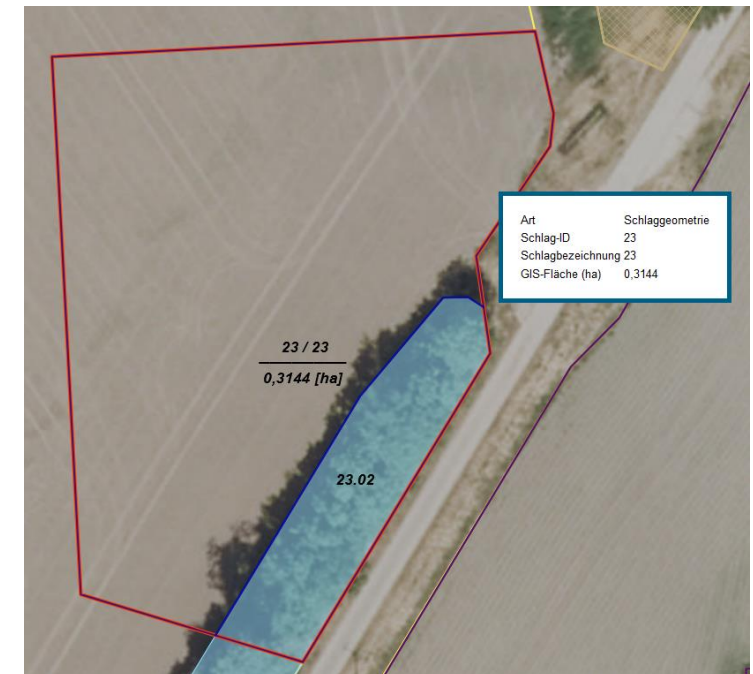 Art Schlaggeometrie
Schlag-ID 23
Schlagbezeichnung 23
GIS-Fläche (ha) 0,3144
23 / 23
0,3144 [ha]
23.02